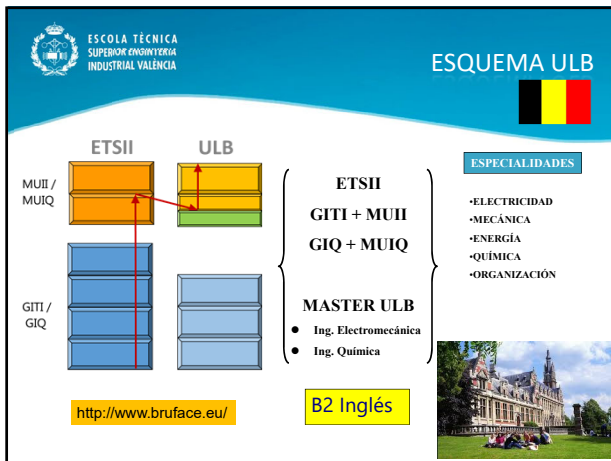 ESCOLA TÈCNICA
SUPERIOR ENGINYERIA
INDUSTRIAL VALÈNCIA
ESQUEMA ULB
ETSII
ULB
MUII /
MUIQ
GITI /
GIQ
ETSII
GITI + MUII
GIQ + MUIQ
MASTER ULB
● Ing. Electromecánica
● Ing. Química
ESPECIALIDADES
•ELECTRICIDAD
•MECÁNICA
•ENERGÍA
•QUÍMICA
•ORGANIZACIÓN
http://www.bruface.eu/
B2 Inglés